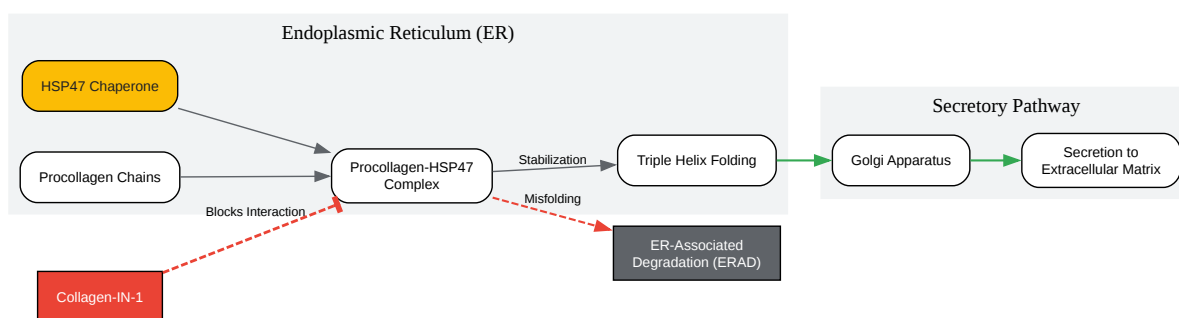 Endoplasmic Reticulum (ER)
HSP47 Chaperone
Procollagen Chains
Procollagen-HSP47
Complex
Stabilization
Misfolding
Triple Helix Folding
Blocks Interaction
Collagen-IN-1
ER-Associated
Degradation (ERAD)
Secretory Pathway
Golgi Apparatus
Secretion to
Extracellular Matrix